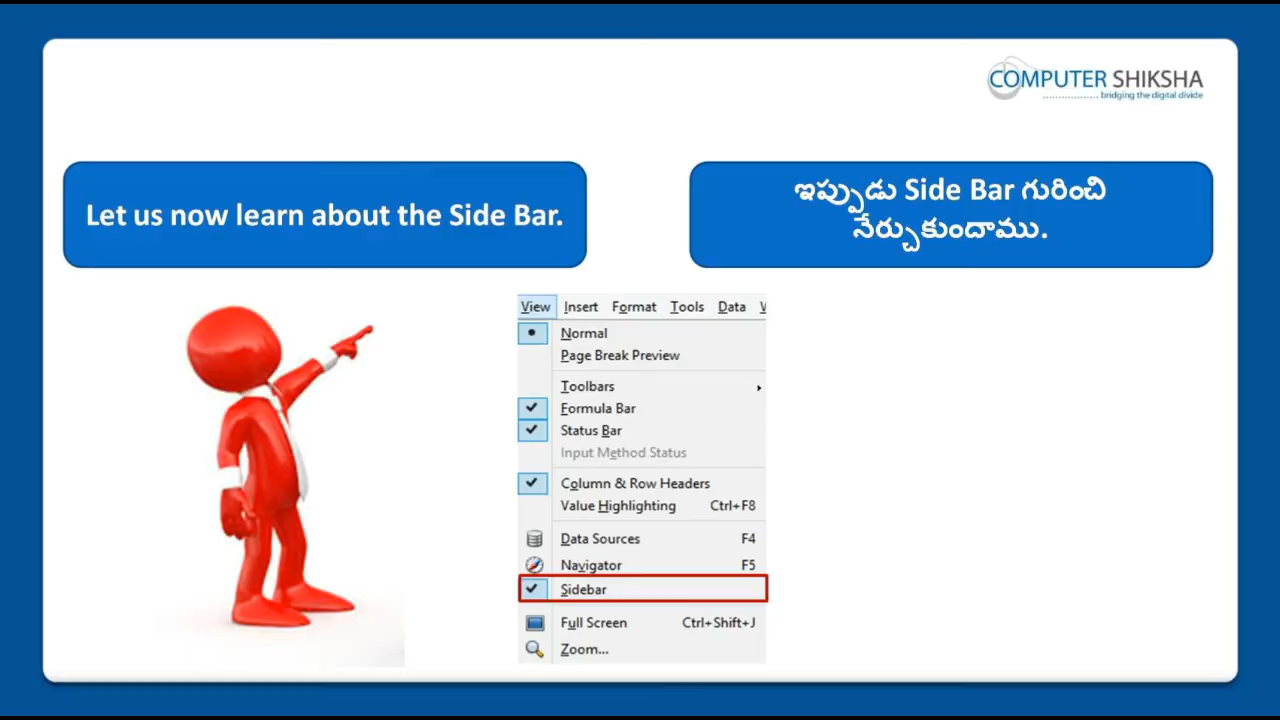 COMPUTER SHIKSHA
bridging the digital divide
Let us now learn about the Side Bar.
ఇప్పుడు Side Bar గురించి
నేర్చుకుందాము.
View Insert Format Tools Data
Normal
Page Break Preview
Toolbars
Formula Bar
Status Bar
Input Method Status
Column & Row Headers
Value Highlighting Ctrl+F8
Data Sources F4
Navigator F5
Sidebar
Full Screen Ctrl+Shift+J
Zoom...